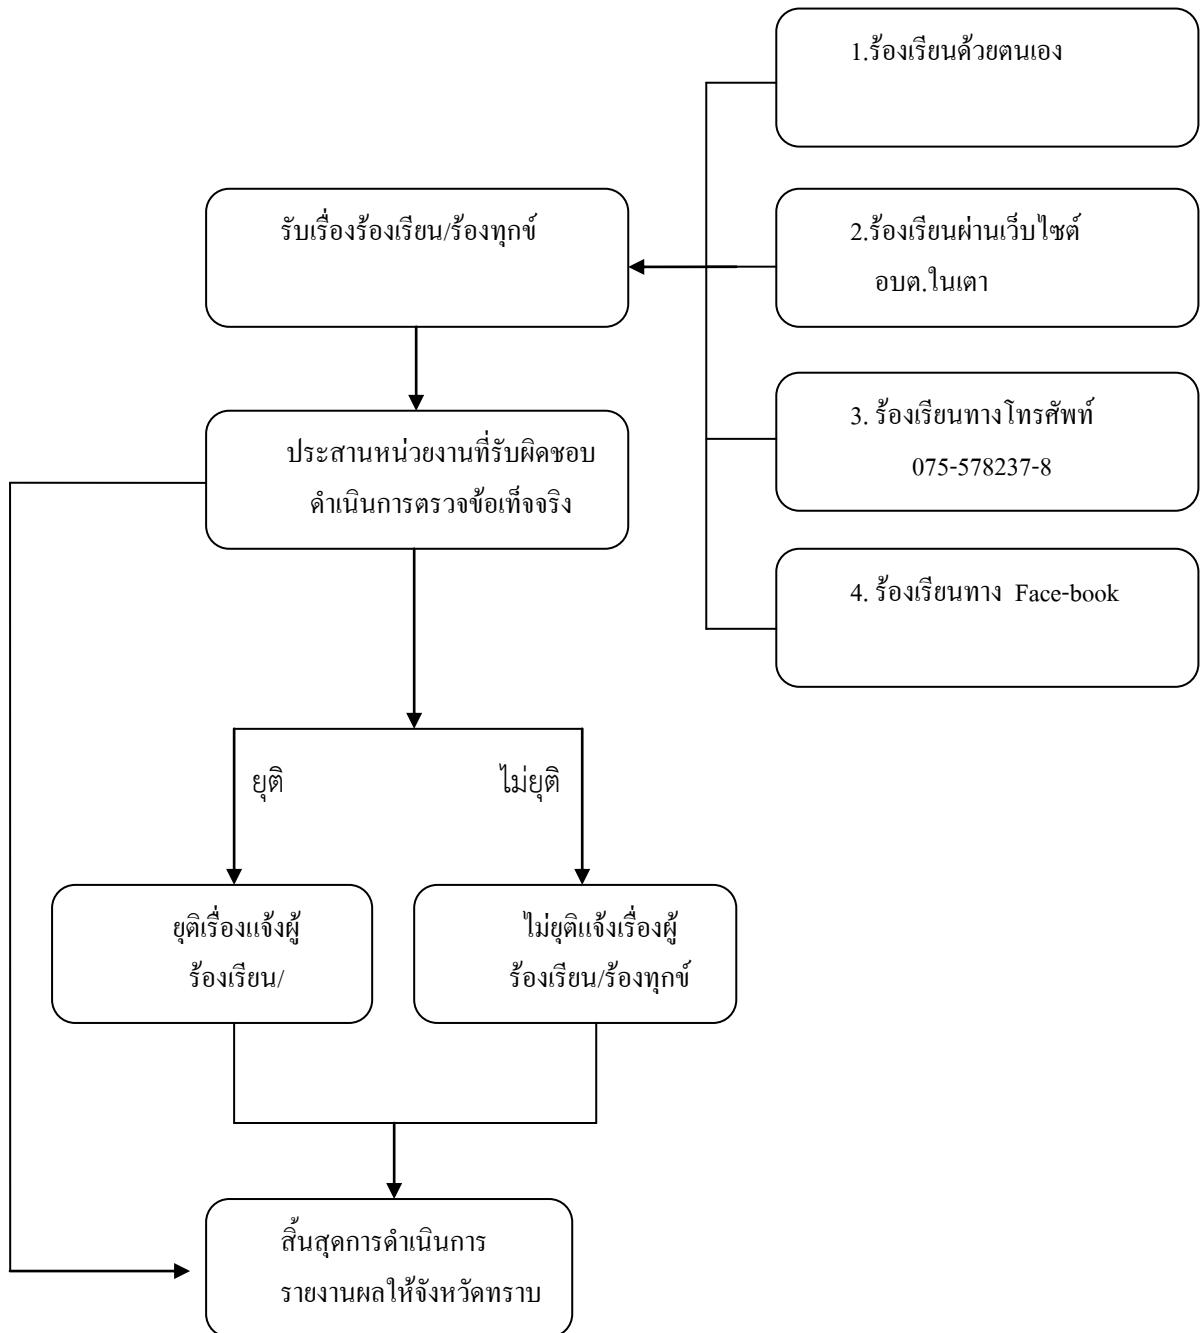 1.ร้องเรียนด้วยตนเอง
รับเรื่องร้องเรียน/ร้องทุกข์
2.ร้องเรียนผ่านเว็บไซต์
อบต.ในเตา
3. ร้องเรียนทางโทรศัพท์
075-578237-8
ประสานหน่วยงานที่รับผิดชอบ
ดำเนินการตรวจข้อเท็จจริง
4. ร้องเรียนทาง Face-book
ยุติ
ไม่ยุติ
ยุติเรื่องแจ้งผู้
ร้องเรียน/
ไม่ยุติแจ้งเรื่องผู้
ร้องเรียน/ร้องทุกข์
สิ้นสุดการดำเนินการ
รายงานผลให้จังหวัดทราบ